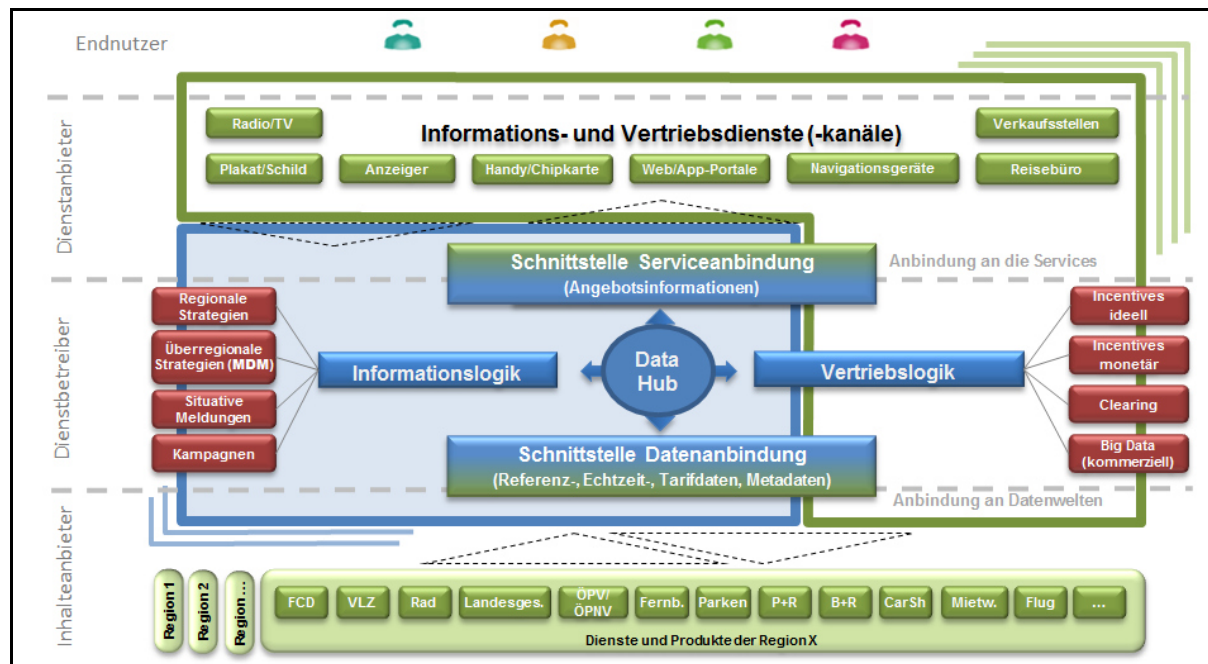 Endnutzer
Dienstanbieter
Radio/TV
Informations- und Vertriebsdienste (-kanäle)
Verkaufsstellen
Plakat/Schild
Anzeiger
Handy/Chipkarte
Web/App-Portale
Navigationsgeräte
Reisebüro
Schnittstelle Serviceanbindung
(Angebotsinformationen)
Anbindung an die Services
Dienstbetreiber
Regionale
Strategien
Überregionale
Strategien (MDM)
Situative
Meldungen
Kampagnen
Informationslogik
Data
Hub
Vertriebslogik
Incentives
ideell
Incentives
monetär
Clearing
Big Data
(kommerziell)
Schnittstelle Datenanbindung
(Referenz-, Echtzeit-, Tarifdaten, Metadaten)
Anbindung an Datenwelten
Inhalteanbieter
Region 1
Region 2
Region ...
FCD
VLZ
Rad
Landesges.
ÖPV/
ÖPNV
Fernb.
Parken
P+R
B+R
CarSh
Mietw.
Flug
...
Dienste und Produkte der Region X